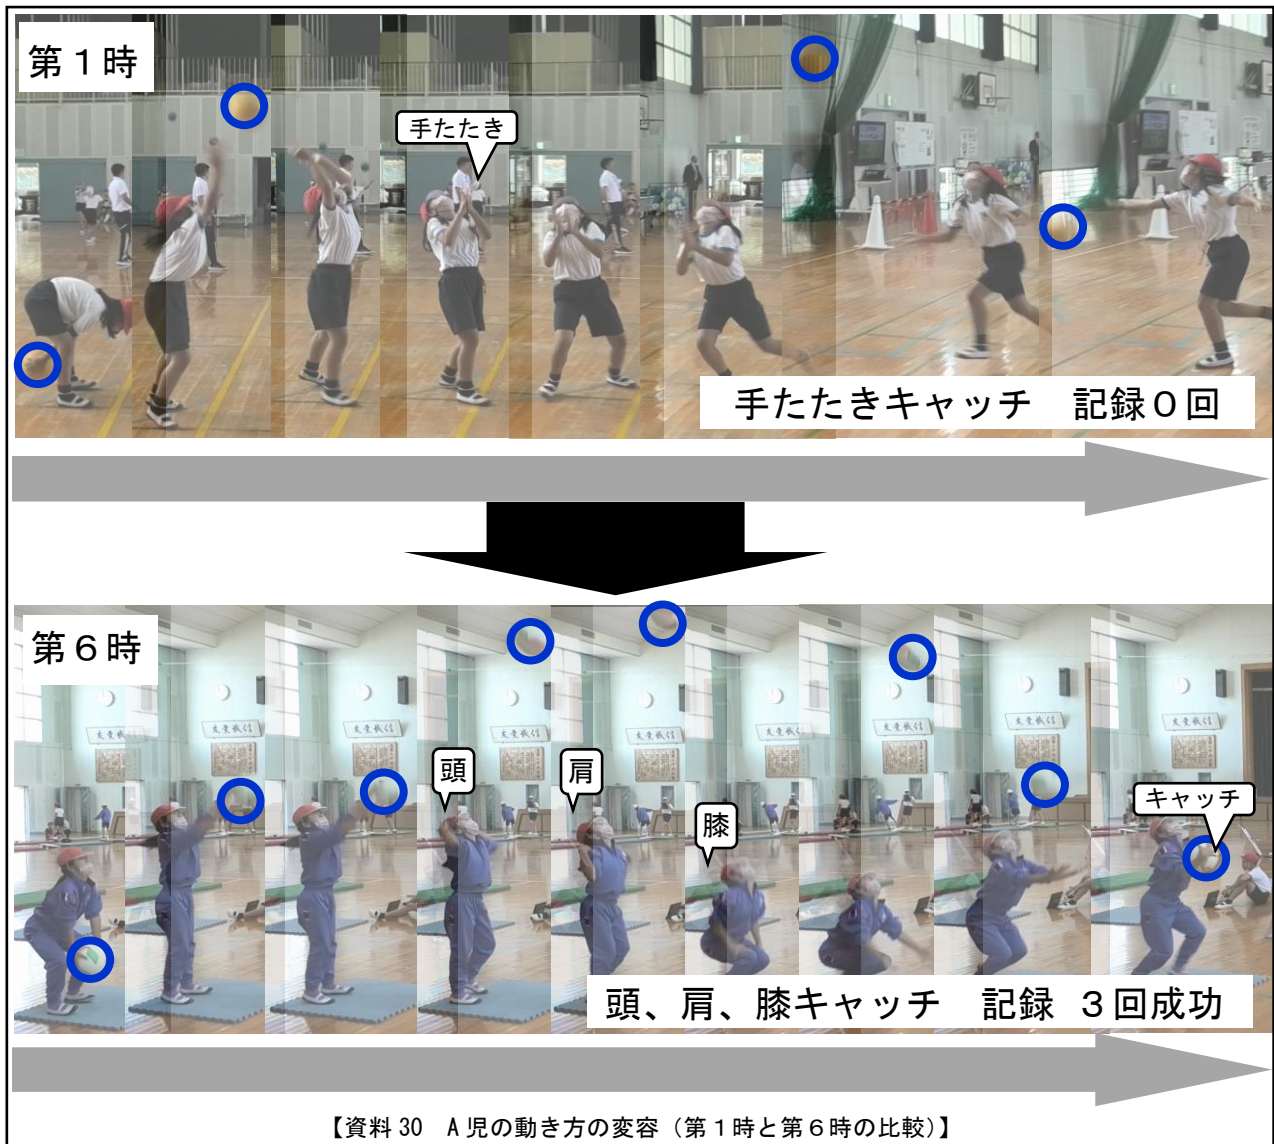 第１時
手たたき
手たたきキャッチ　記録０回
第６時
頭
肩
膝
キャッチ
頭、肩、膝キャッチ　記録 ３回成功
【資料 30　A 児の動き方の変容（第１時と第６時の比較）】